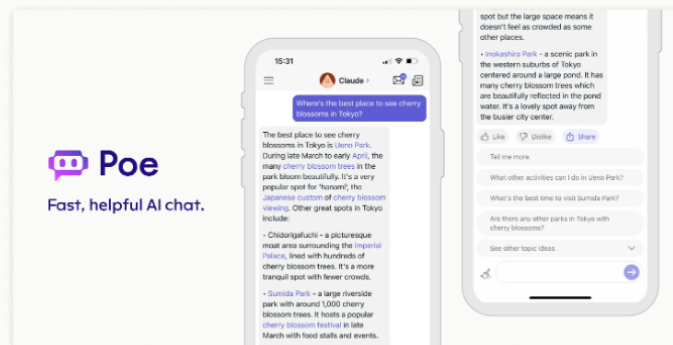 Poe
Fast, helpful AI chat.
15:31
Claude ›
Where's the best place to see cherry
blossoms in Tokyo?
The best place to see cherry
blossoms in Tokyo is Ueno Park.
During late March to early April, the
many cherry blossom trees in the
park bloom beautifully. It's a very
popular spot for 'hanami', the
Japanese custom of cherry blossom
viewing. Other great spots in Tokyo
include:
• Chidorigafuchi - a picturesque
moat area surrounding the Imperial
Palace, lined with hundreds of
cherry blossom trees. It's a more
tranquil spot with fewer crowds.
• Sumida Park - a large riverside
park with around 1,000 cherry
blossom trees. It hosts a popular
cherry blossom festival in late
March with food stalls and events.
spot but the large space means it
doesn't feel as crowded as some
other places.
• Inokashira Park - a scenic park in
the western suburbs of Tokyo
centered around a large pond. It has
many cherry blossom trees which
are beautifully reflected in the pond
water. It's a lovely spot away from
the busier city center.
Like
Dislike
Share
Tell me more
What other activities can I do in Ueno Park?
What's the best time to visit Sumida Park?
Are there any other parks in Tokyo with
cherry blossoms?
See other topic ideas